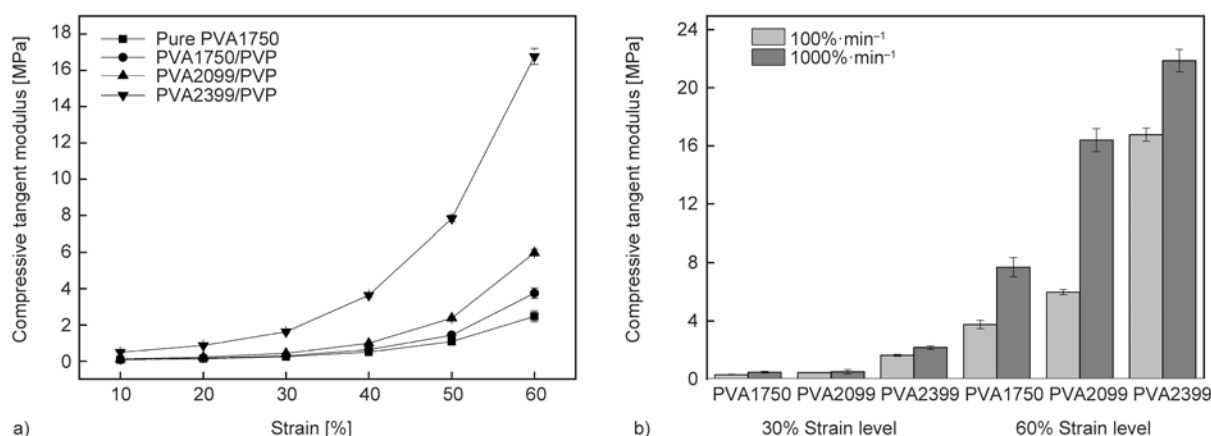 Compressive tangent modulus [MPa]
18
16
14
12
10
8
6
4
2
0
Pure PVA1750
PVA1750/PVP
PVA2099/PVP
PVA2399/PVP
10 20 30 40 50 60
a) Strain [%]
Compressive tangent modulus [MPa]
24
20
16
12
8
4
0
100%·min⁻¹
1000%·min⁻¹
PVA1750 PVA2099 PVA2399 PVA1750 PVA2099 PVA2399
b) 30% Strain level 60% Strain level